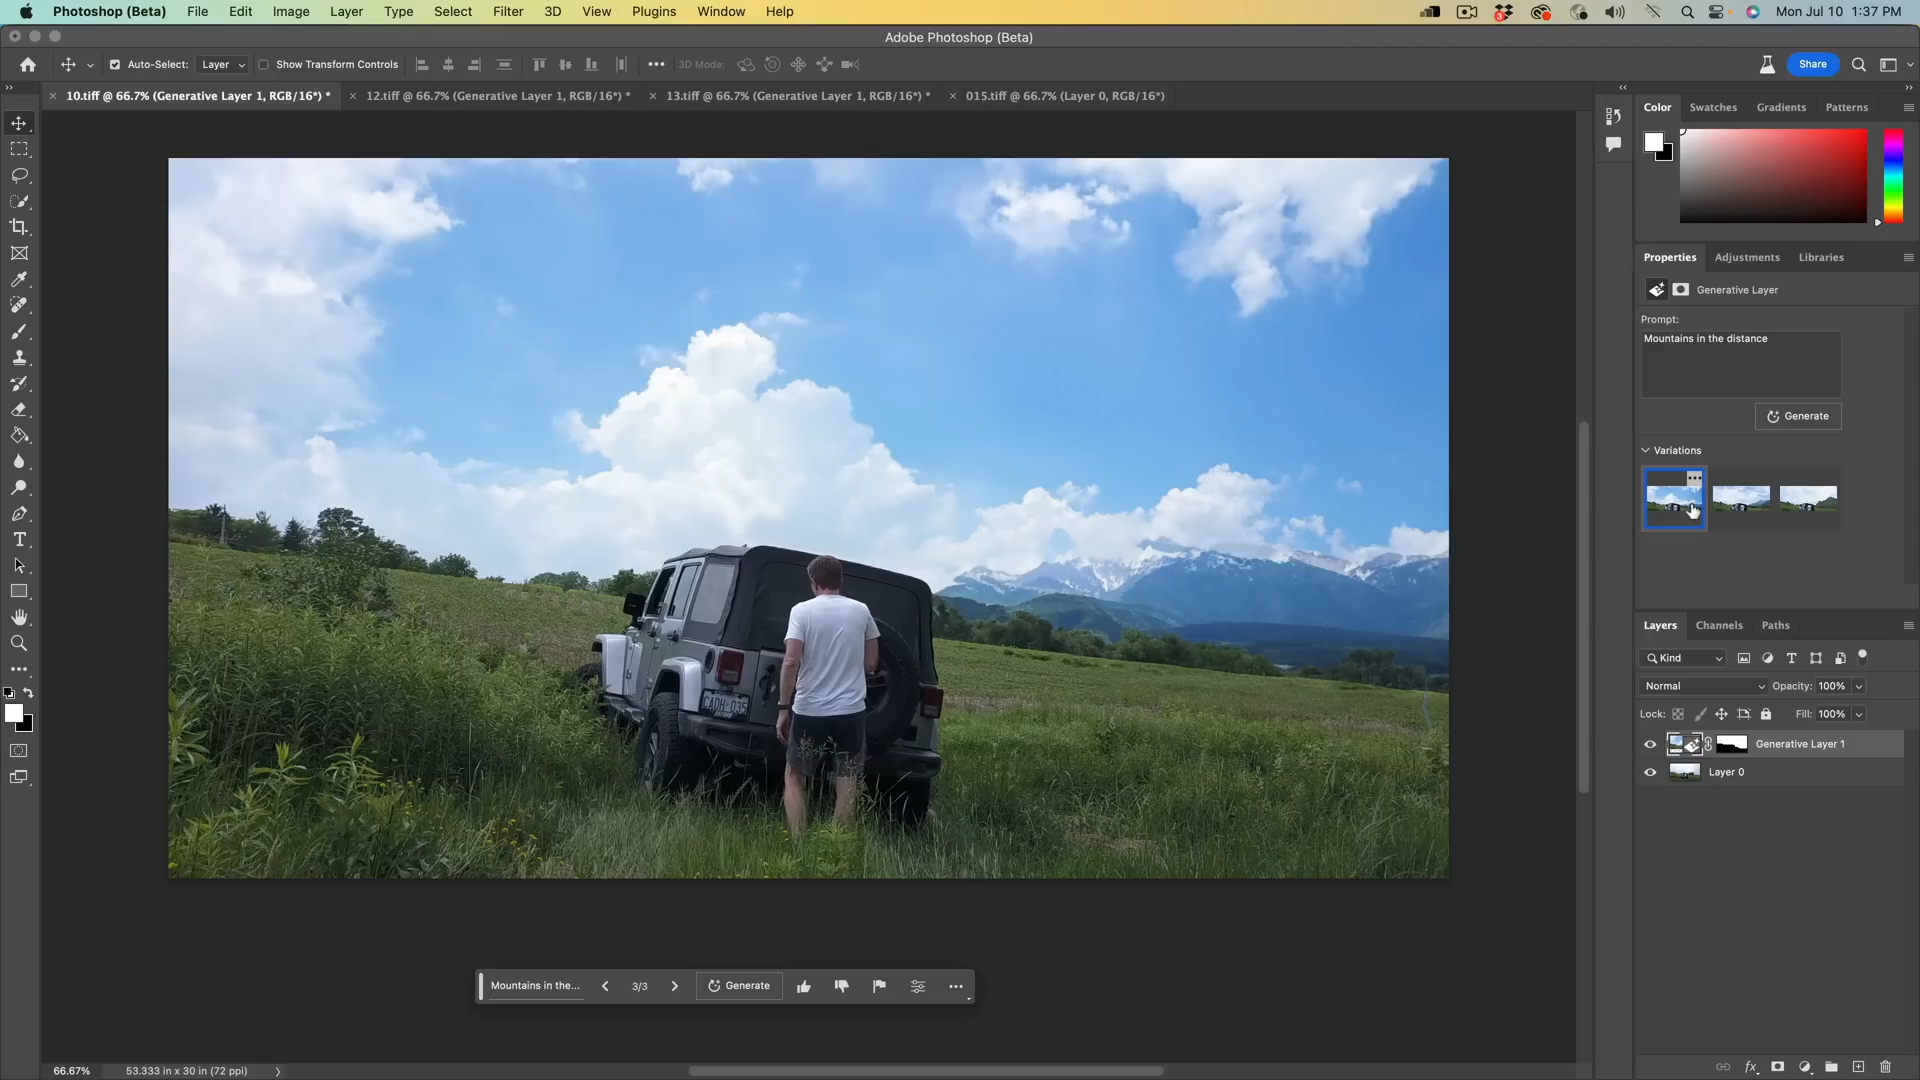 Photoshop (Beta) File Edit Image Layer Type Select Filter 3D View Plugins Window Help Mon Jul 10 1:37 PM
Adobe Photoshop (Beta)
Auto-Select: Layer Show Transform Controls 3D Mode: Share
10.tiff @ 66.7% (Generative Layer 1, RGB/16*) * 12.tiff @ 66.7% (Generative Layer 1, RGB/16*) * 13.tiff @ 66.7% (Generative Layer 1, RGB/16*) * 015.tiff @ 66.7% (Layer 0, RGB/16*)
Color Swatches Gradients Patterns
Properties Adjustments Libraries
Generative Layer
Prompt:
Mountains in the distance
Generate
Variations
Layers Channels Paths
Kind
Normal Opacity: 100%
Lock: Fill: 100%
Generative Layer 1
Layer 0
CADH 035
Mountains in the... 3/3 Generate
66.67% 53.333 in x 30 in (72 ppi)